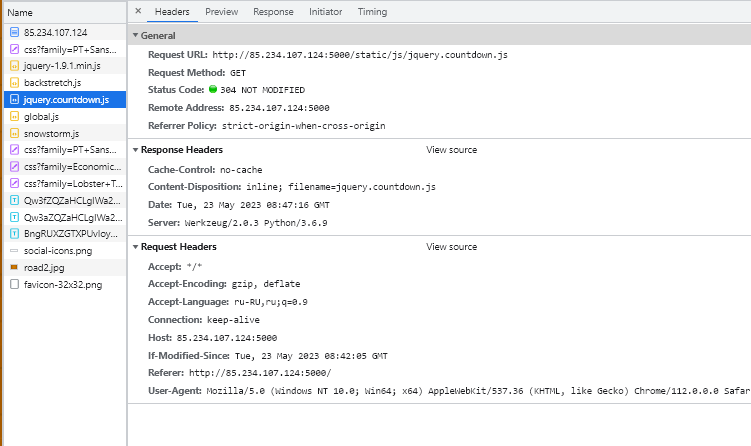 Name
85.234.107.124
css?family=PT+Sans...
jquery-1.9.1.min.js
backstretch.js
jquery.countdown.js
global.js
snowstorm.js
css?family=PT+Sans...
css?family=Economic...
css?family=Lobster+T...
Qw3fZQZaHCLgIWa2...
Qw3aZQZaHCLgIWa2...
BngRUXZGTXPUvIoy...
social-icons.png
road2.jpg
favicon-32x32.png
× Headers Preview Response Initiator Timing
▼ General
Request URL: http://85.234.107.124:5000/static/js/jquery.countdown.js
Request Method: GET
Status Code: 304 NOT MODIFIED
Remote Address: 85.234.107.124:5000
Referrer Policy: strict-origin-when-cross-origin
▼ Response Headers View source
Cache-Control: no-cache
Content-Disposition: inline; filename=jquery.countdown.js
Date: Tue, 23 May 2023 08:47:16 GMT
Server: Werkzeug/2.0.3 Python/3.6.9
▼ Request Headers View source
Accept: */*
Accept-Encoding: gzip, deflate
Accept-Language: ru-RU,ru;q=0.9
Connection: keep-alive
Host: 85.234.107.124:5000
If-Modified-Since: Tue, 23 May 2023 08:42:05 GMT
Referer: http://85.234.107.124:5000/
User-Agent: Mozilla/5.0 (Windows NT 10.0; Win64; x64) AppleWebKit/537.36 (KHTML, like Gecko) Chrome/112.0.0.0 Safar